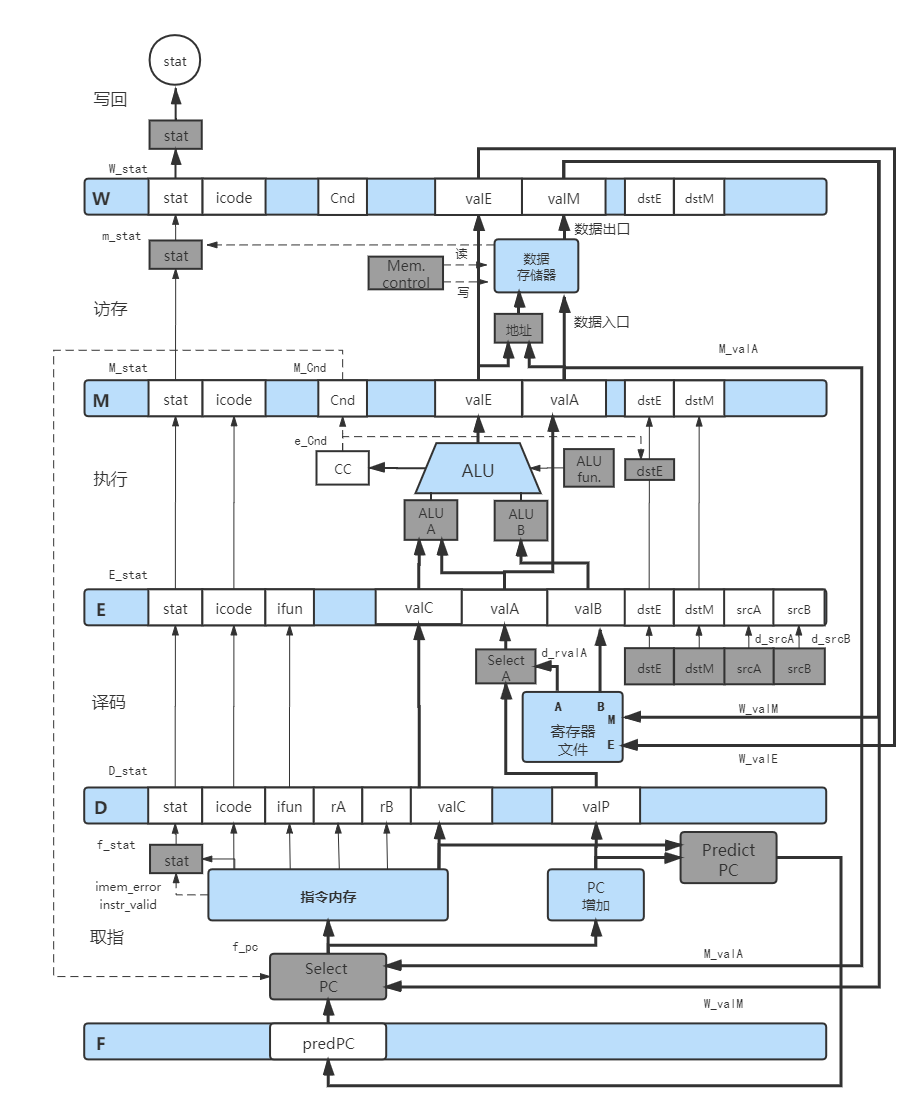 stat
写回
stat
W_stat
W
stat
icode
Cnd
valE
valM
dstE
dstM
数据出口
m_stat
stat
读
数据
存储器
Mem.
control
写
访存
地址
数据入口
M_valA
M_stat
M_Cnd
M
stat
icode
Cnd
valE
valA
dstE
dstM
e_Cnd
CC
ALU
ALU
fun.
dstE
执行
ALU
A
ALU
B
E_stat
E
stat
icode
ifun
valC
valA
valB
dstE
dstM
srcA
srcB
d_srcA
d_srcB
Select
A
d_rvalA
dstE
dstM
srcA
srcB
译码
A
B
M
寄存器
文件
E
W_valM
W_valE
D_stat
D
stat
icode
ifun
rA
rB
valC
valP
f_stat
stat
Predict
PC
imem_error
instr_valid
指令内存
PC
增加
取指
f_pc
Select
PC
M_valA
W_valM
F
predPC